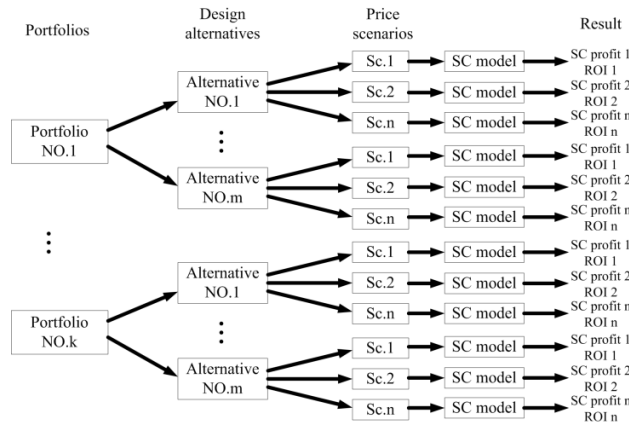 Portfolios
Design
alternatives
Price
scenarios
Result
Portfolio
NO.1
Alternative
NO.1
Sc.1
SC model
SC profit 1
ROI 1
Sc.2
SC model
SC profit 2
ROI 2
Sc.n
SC model
SC profit n
ROI n
Alternative
NO.m
Sc.1
SC model
SC profit 1
ROI 1
Sc.2
SC model
SC profit 2
ROI 2
Sc.n
SC model
SC profit n
ROI n
Portfolio
NO.k
Alternative
NO.1
Sc.1
SC model
SC profit 1
ROI 1
Sc.2
SC model
SC profit 2
ROI 2
Sc.n
SC model
SC profit n
ROI n
Alternative
NO.m
Sc.1
SC model
SC profit 1
ROI 1
Sc.2
SC model
SC profit 2
ROI 2
Sc.n
SC model
SC profit n
ROI n